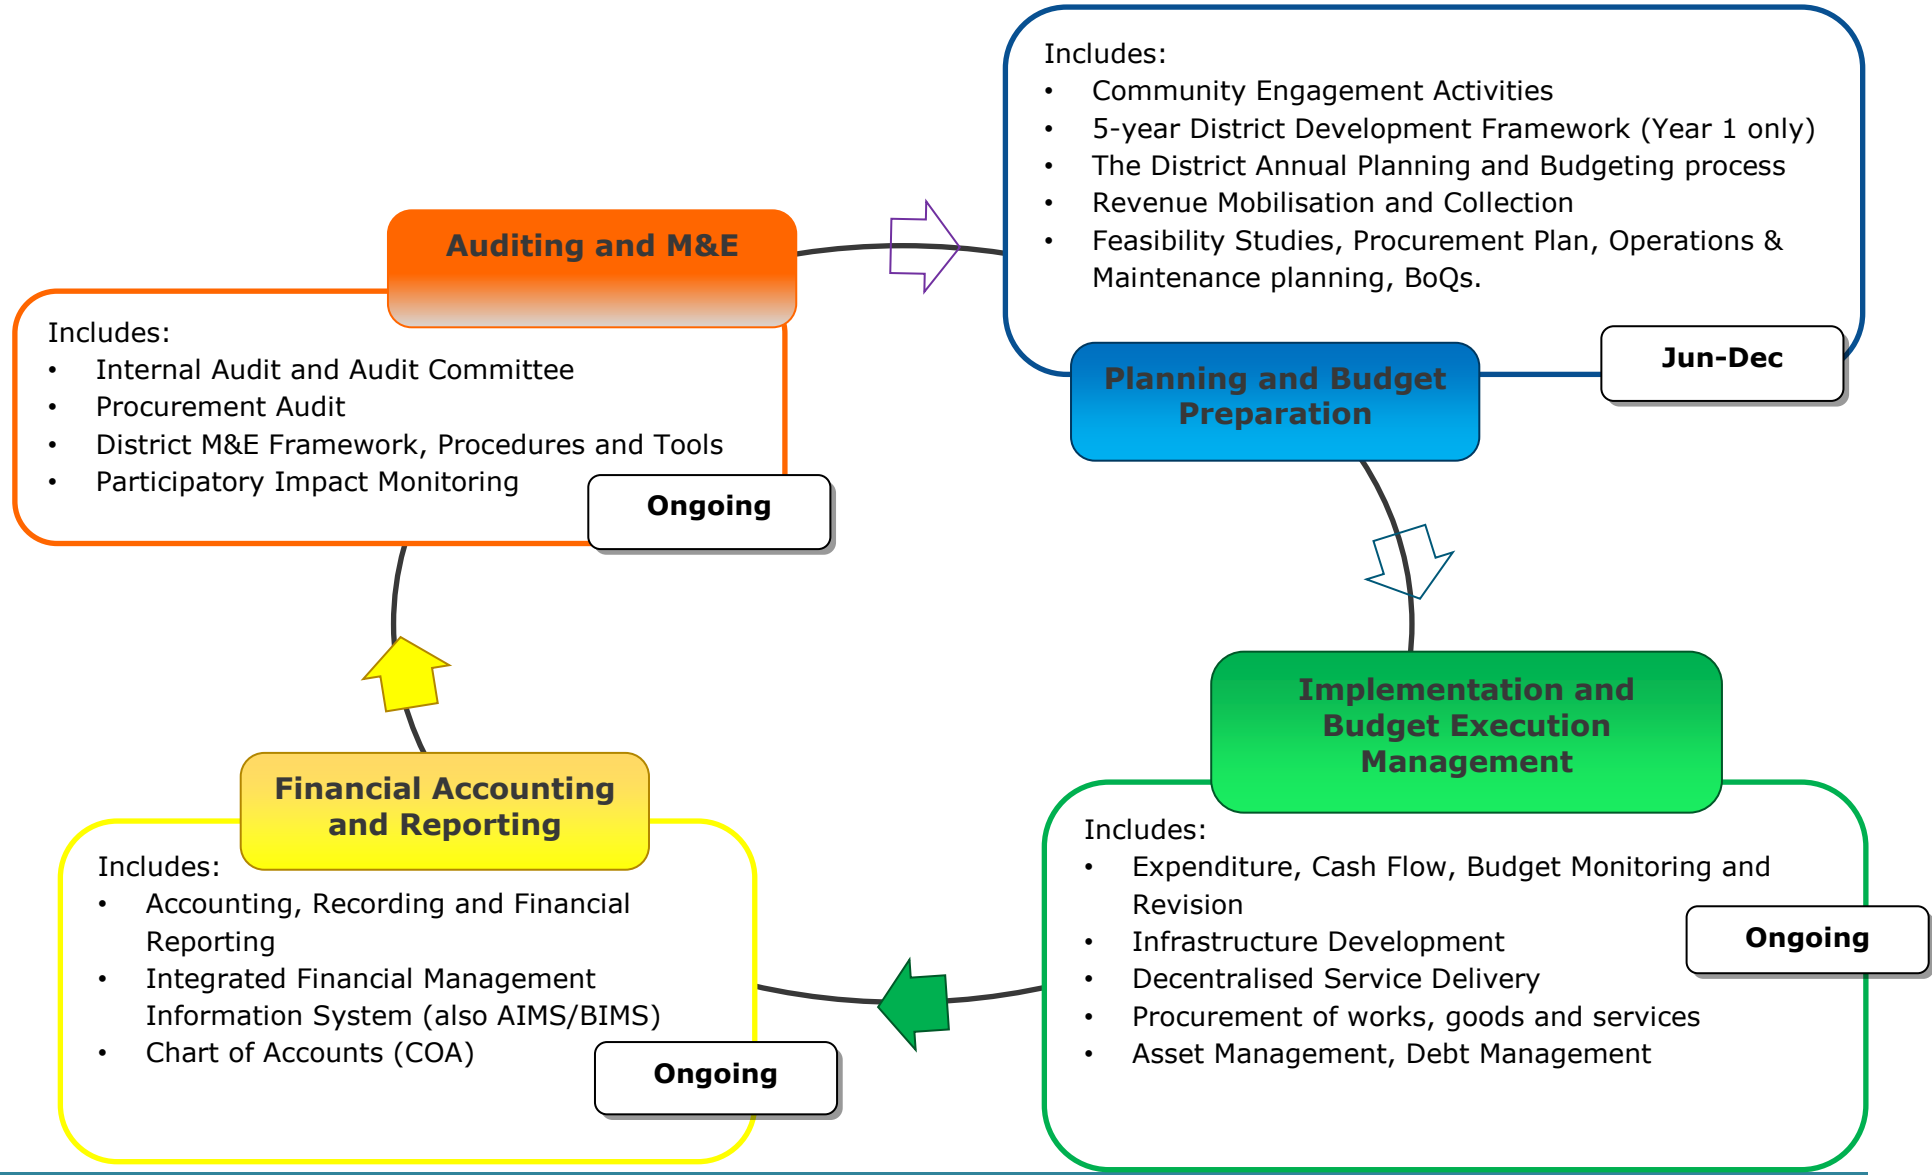 Includes:
• Community Engagement Activities
• 5-year District Development Framework (Year 1 only)
• The District Annual Planning and Budgeting process
• Revenue Mobilisation and Collection
• Feasibility Studies, Procurement Plan, Operations &
Maintenance planning, BoQs.
Jun-Dec
Planning and Budget
Preparation
Auditing and M&E
Includes:
• Internal Audit and Audit Committee
• Procurement Audit
• District M&E Framework, Procedures and Tools
• Participatory Impact Monitoring
Ongoing
Implementation and
Budget Execution
Management
Includes:
• Expenditure, Cash Flow, Budget Monitoring and
Revision
• Infrastructure Development
• Decentralised Service Delivery
• Procurement of works, goods and services
• Asset Management, Debt Management
Ongoing
Financial Accounting
and Reporting
Includes:
• Accounting, Recording and Financial
Reporting
• Integrated Financial Management
Information System (also AIMS/BIMS)
• Chart of Accounts (COA)
Ongoing